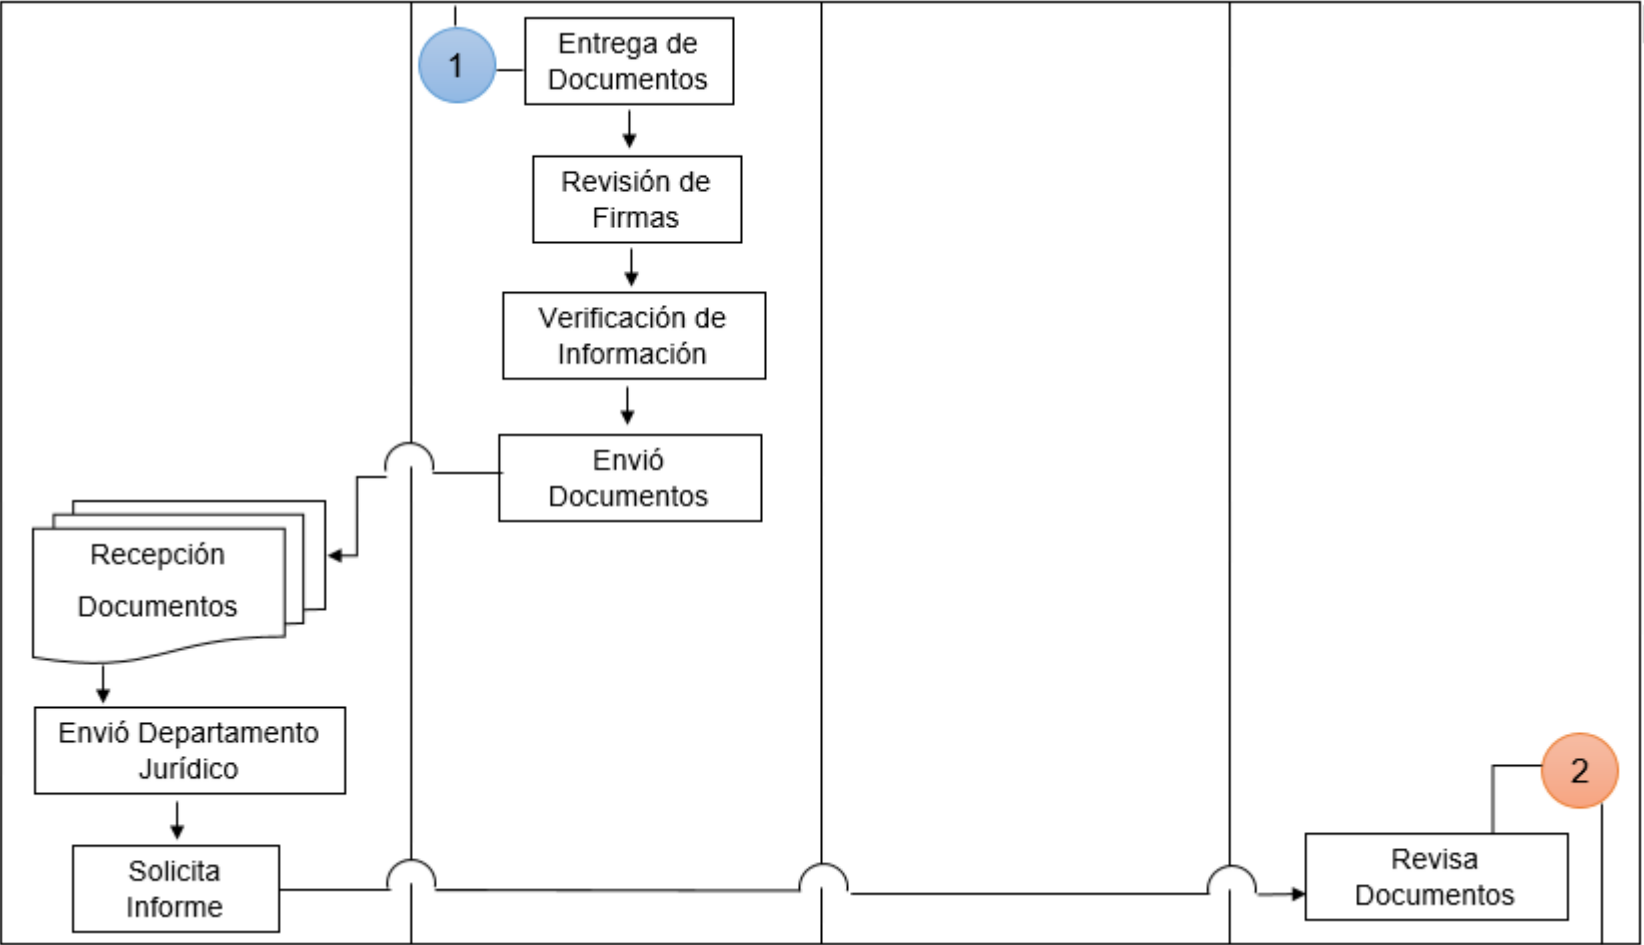 1
Entrega de
Documentos
Revisión de
Firmas
Verificación de
Información
Envió
Documentos
Recepción
Documentos
Envió Departamento
Jurídico
Solicita
Informe
2
Revisa
Documentos